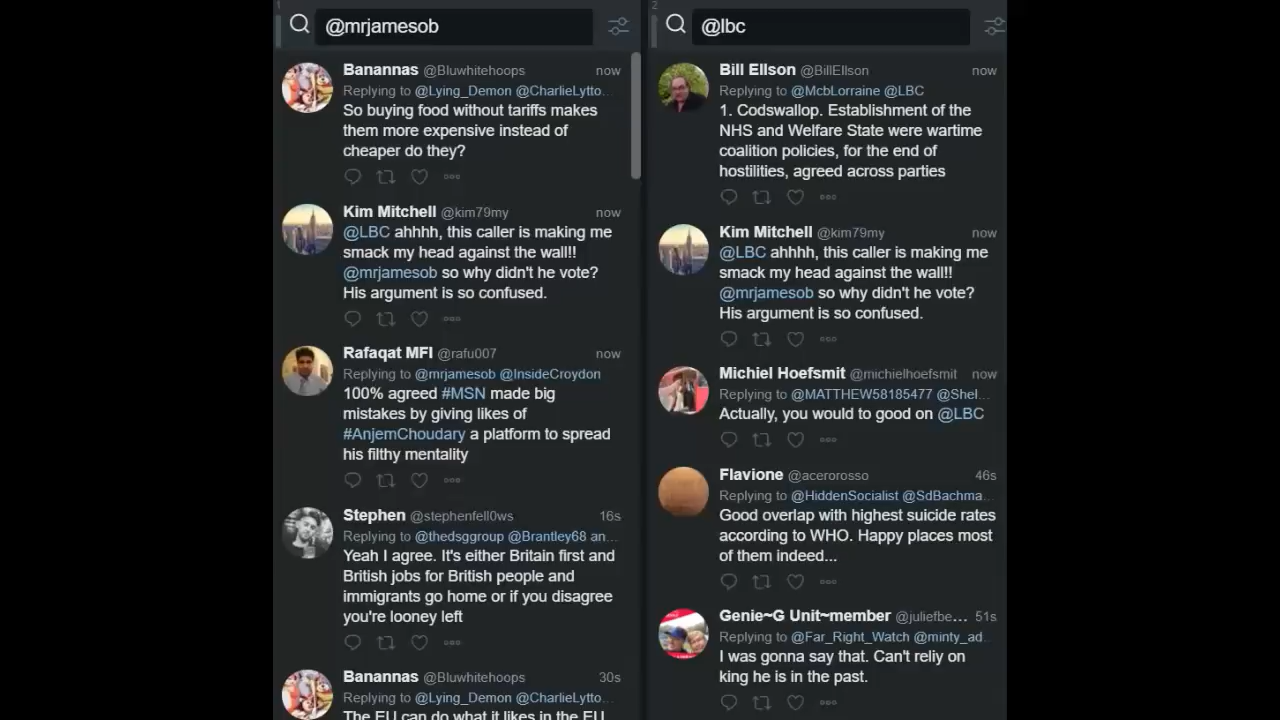 1
@mrjamesob
Banannas @Bluwhitehoops now
Replying to @Lying_Demon @CharlieLytto...
So buying food without tariffs makes
them more expensive instead of
cheaper do they?
Kim Mitchell @kim79my now
@LBC ahhhh, this caller is making me
smack my head against the wall!!
@mrjamesob so why didn't he vote?
His argument is so confused.
Rafaqat MFI @rafu007 now
Replying to @mrjamesob @InsideCroydon
100% agreed #MSN made big
mistakes by giving likes of
#AnjemChoudary a platform to spread
his filthy mentality
Stephen @stephenfell0ws 16s
Replying to @thedsggroup @Brantley68 an...
Yeah I agree. It's either Britain first and
British jobs for British people and
immigrants go home or if you disagree
you're looney left
Banannas @Bluwhitehoops 30s
Replying to @Lying_Demon @CharlieLytto...
The EU can do what it likes in the EU
2
@lbc
Bill Ellson @BillEllson now
Replying to @McbLorraine @LBC
1. Codswallop. Establishment of the
NHS and Welfare State were wartime
coalition policies, for the end of
hostilities, agreed across parties
Kim Mitchell @kim79my now
@LBC ahhhh, this caller is making me
smack my head against the wall!!
@mrjamesob so why didn't he vote?
His argument is so confused.
Michiel Hoefsmit @michielhoefsmit now
Replying to @MATTHEW58185477 @Shel...
Actually, you would to good on @LBC
Flavione @acerorosso 46s
Replying to @HiddenSocialist @SdBachma...
Good overlap with highest suicide rates
according to WHO. Happy places most
of them indeed...
Genie~G Unit~member @juliefbe... 51s
Replying to @Far_Right_Watch @minty_ad
I was gonna say that. Can't reliy on
king he is in the past.